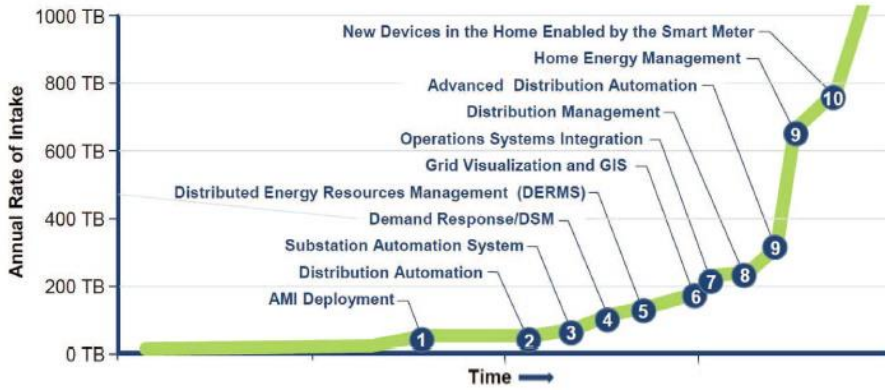 1000 TB
New Devices in the Home Enabled by the Smart Meter
Home Energy Management
800 TB
Advanced Distribution Automation
10
Distribution Management
9
600 TB
Operations Systems Integration
Grid Visualization and GIS
Distributed Energy Resources Management (DERMS)
400 TB
Demand Response/DSM
Substation Automation System
9
Distribution Automation
8
200 TB
7
AMI Deployment
6
5
4
3
2
1
0 TB
Annual Rate of Intake
Time